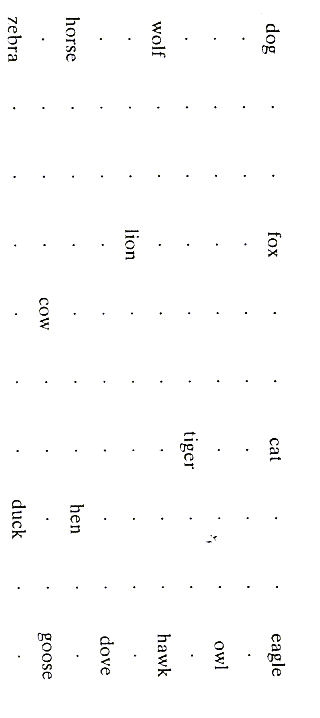 dog . . fox . . cat . . eagle
. . . . . . . . . .
. . . . . . . . . owl
. . . . . . tiger . . .
wolf . . . . . . . . hawk
. . . lion . . . . . .
. . . . . . . . . dove
horse . . . . . . hen . .
. . . . cow . . . . goose
zebra . . . . . . duck . .